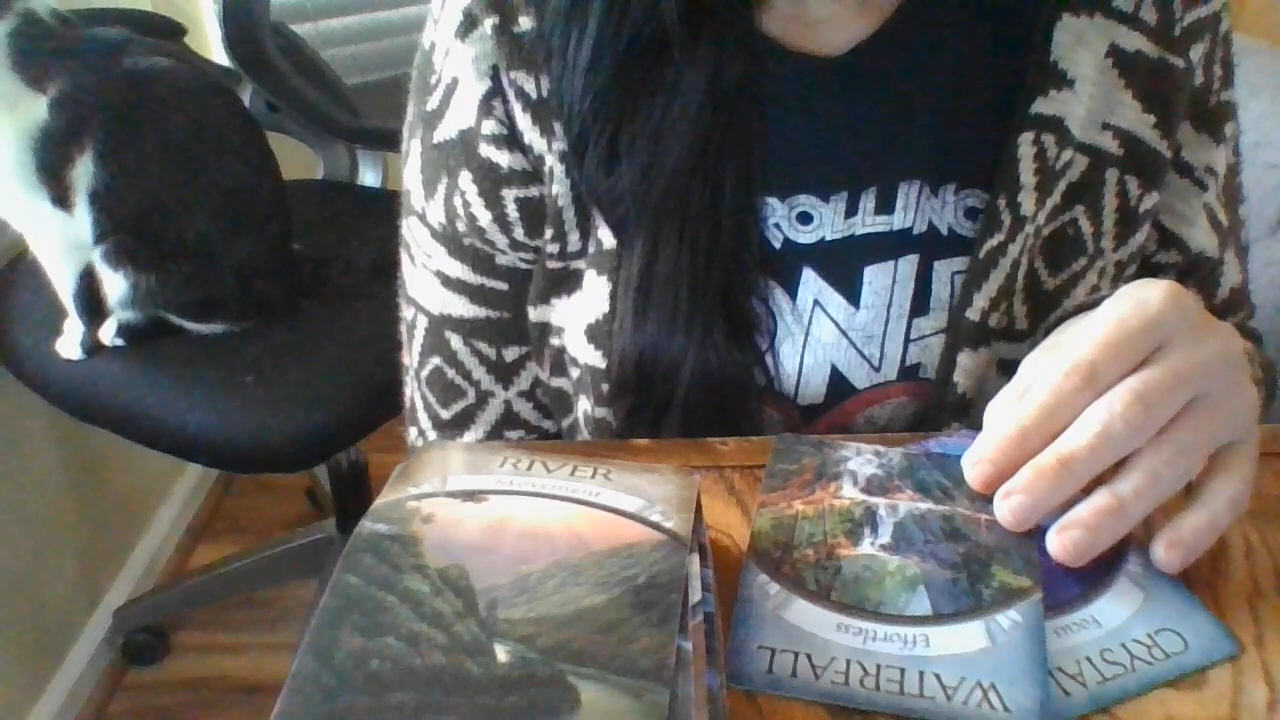 ROLLING
RIVER
Movement
Effortless
WATERFALL
Focus
CRYSTAL